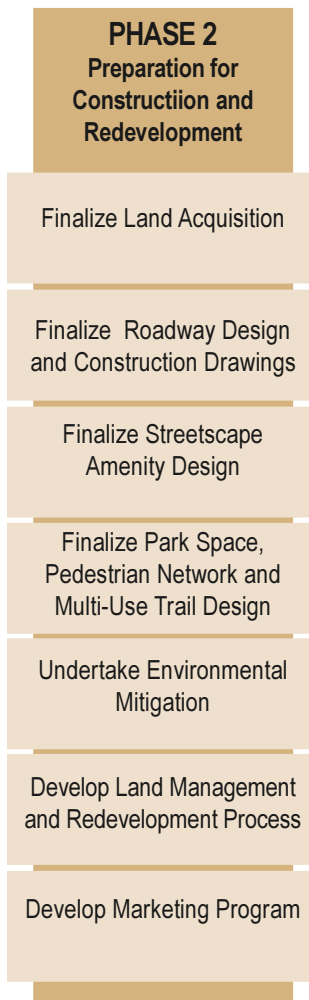 PHASE 2
Preparation for
Constructiion and
Redevelopment
Finalize Land Acquisition
Finalize  Roadway Design
and Construction Drawings
Finalize Streetscape
Amenity Design
Finalize Park Space,
Pedestrian Network and
Multi-Use Trail Design
Undertake Environmental
Mitigation
Develop Land Management
and Redevelopment Process
Develop Marketing Program